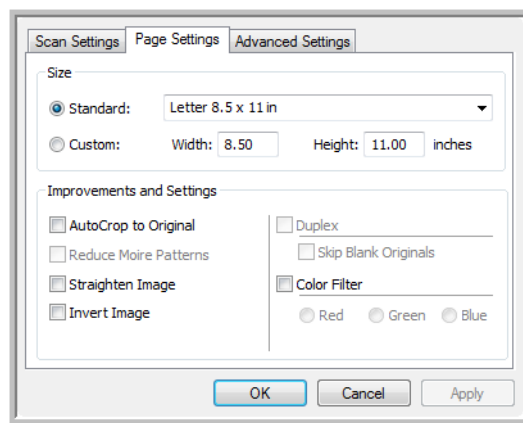 Scan Settings Page Settings Advanced Settings
Size
Standard: Letter 8.5 x 11 in
Custom: Width: 8.50 Height: 11.00 inches
Improvements and Settings
AutoCrop to Original
Reduce Moire Patterns
Straighten Image
Invert Image
Duplex
Skip Blank Originals
Color Filter
Red Green Blue
OK Cancel Apply